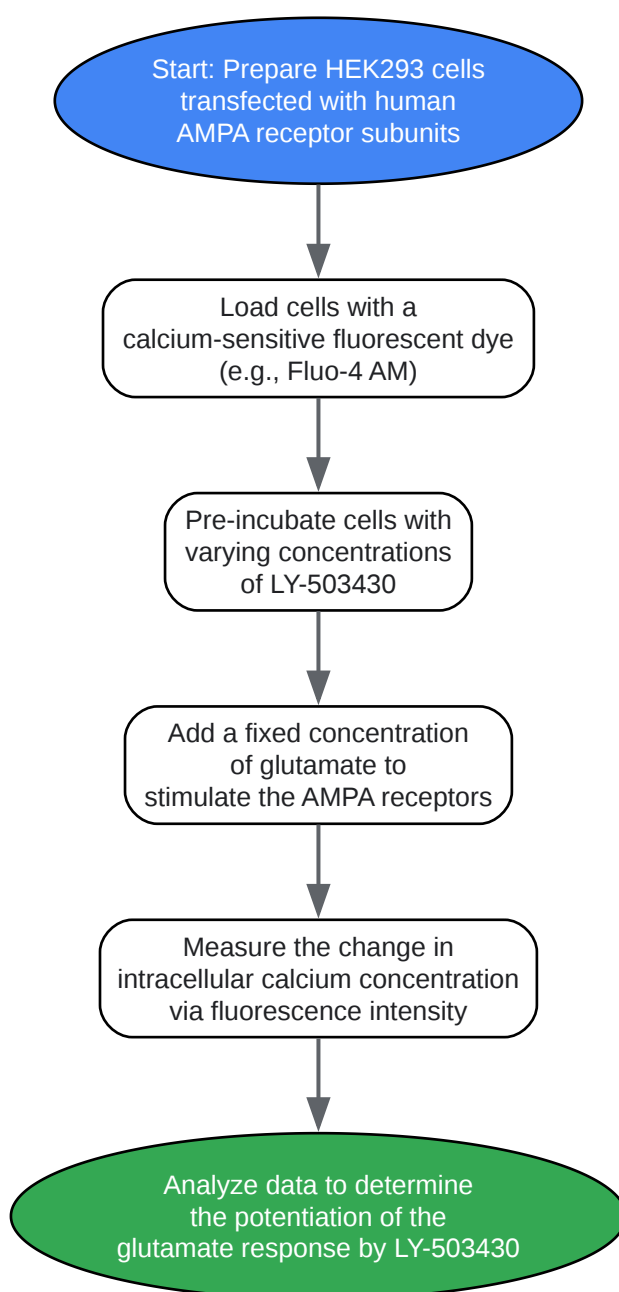 Start: Prepare HEK293 cells
transfected with human
AMPA receptor subunits
Load cells with a
calcium-sensitive fluorescent dye
(e.g., Fluo-4 AM)
Pre-incubate cells with
varying concentrations
of LY-503430
Add a fixed concentration
of glutamate to
stimulate the AMPA receptors
Measure the change in
intracellular calcium concentration
via fluorescence intensity
Analyze data to determine
the potentiation of the
glutamate response by LY-503430